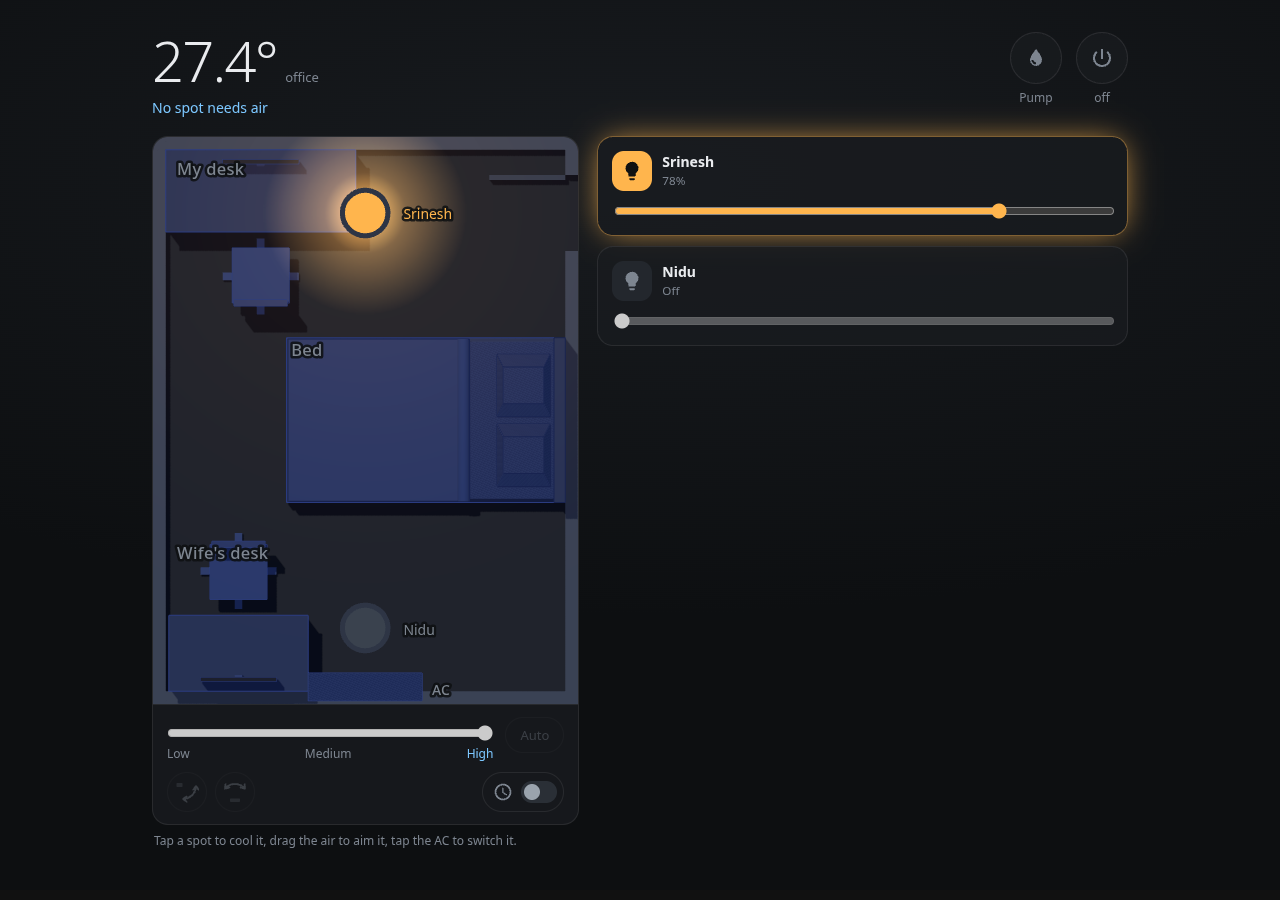 27.4° office
No spot needs air
Pump
off
My desk
Srinesh
Bed
Wife's desk
Nidu
AC
Low
Medium
High
Auto
Tap a spot to cool it, drag the air to aim it, tap the AC to switch it.
Srinesh
78%
Nidu
Off